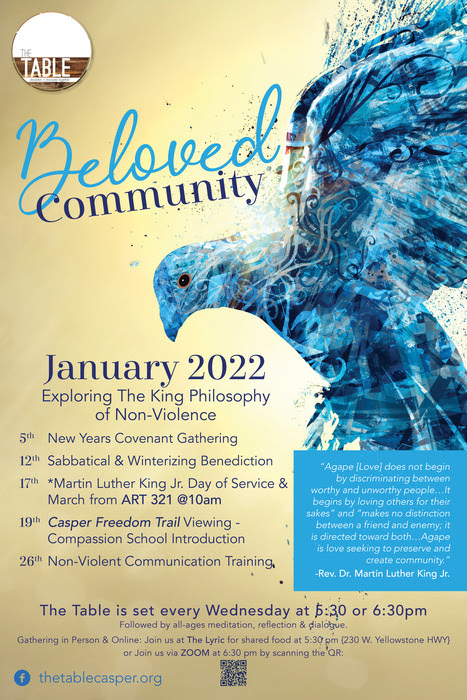 THE
TABLE
Beloved
Community
January 2022
Exploring The King Philosophy
of Non-Violence
5th New Years Covenant Gathering
12th Sabbatical & Winterizing Benediction
17th *Martin Luther King Jr. Day of Service &
March from ART 321 @10am
19th Casper Freedom Trail Viewing -
Compassion School Introduction
26th Non-Violent Communication Training
"Agape [Love] does not begin
by discriminating between
worthy and unworthy people...It
begins by loving others for their
sakes" and "makes no distinction
between a friend and enemy; it
is directed toward both...Agape
is love seeking to preserve and
create community."
-Rev. Dr. Martin Luther King Jr.
The Table is set every Wednesday at 5:30 or 6:30pm
Followed by all-ages meditation, reflection & dialogue.
Gathering in Person & Online: Join us at The Lyric for shared food at 5:30 pm {230 W. Yellowstone HWY}
or Join us via ZOOM at 6:30 pm by scanning the QR:
thetablecasper.org